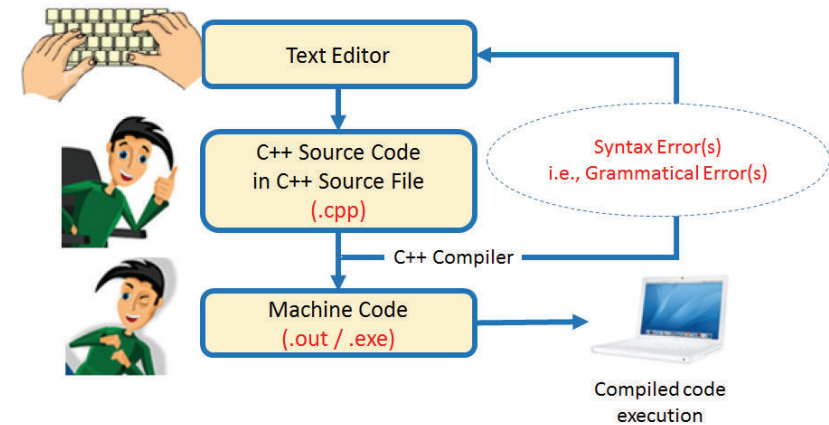 Text Editor
C++ Source Code
in C++ Source File
(.cpp)
Syntax Error(s)
i.e., Grammatical Error(s)
C++ Compiler
Machine Code
(.out / .exe)
Compiled code
execution